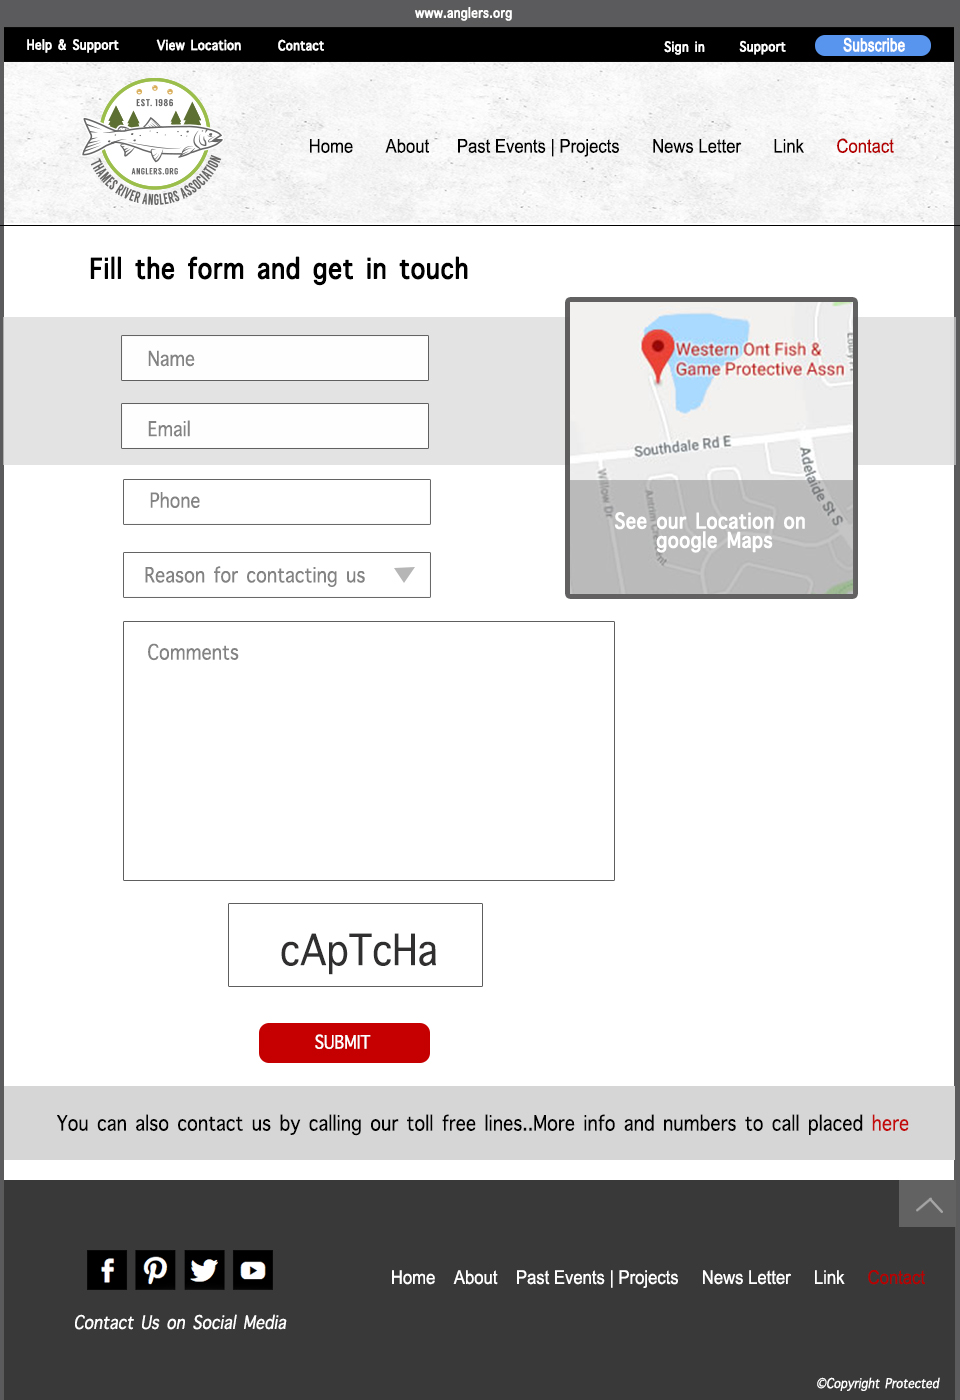 www.anglers.org
Help & Support View Location Contact Sign in Support Subscribe
EST. 1986
ANGLERS.ORG
THAMES RIVER ANGLERS ASSOCIATION
Home About Past Events | Projects News Letter Link Contact
Fill the form and get in touch
Name
Email
Phone
Reason for contacting us
Comments
Western Ont Fish &
Game Protective Assn
Southdale Rd E
Adelaide St S
Willow Dr
See our Location on
google Maps
cApTcHa
SUBMIT
You can also contact us by calling our toll free lines..More info and numbers to call placed here
Home About Past Events | Projects News Letter Link Contact
Contact Us on Social Media
©Copyright Protected